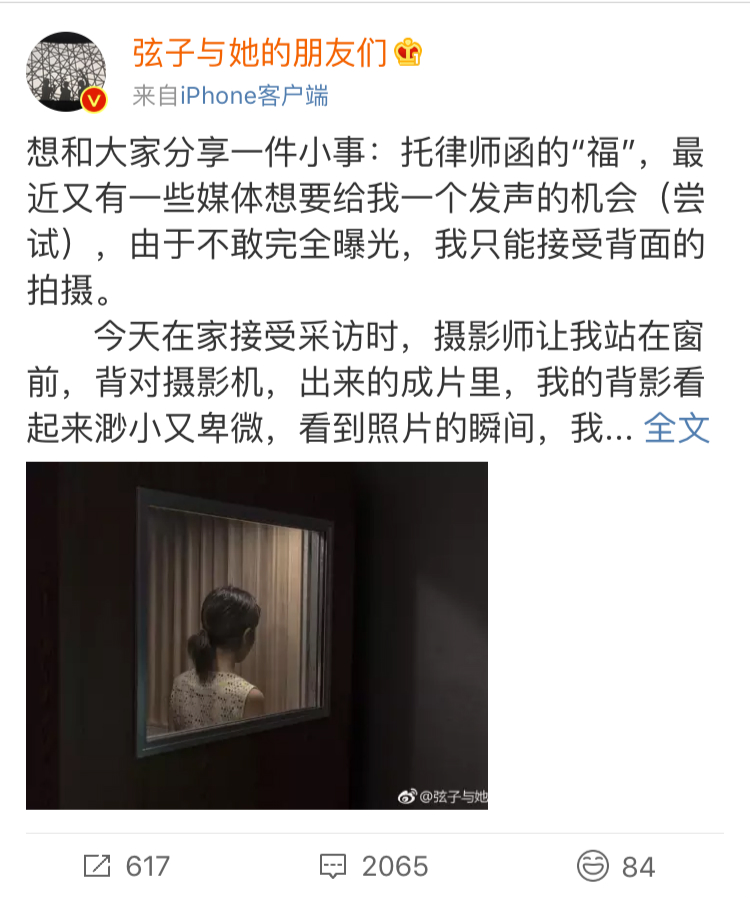 弦子与她的朋友们
来自iPhone客户端
想和大家分享一件小事：托律师函的“福”，最
近又有一些媒体想要给我一个发声的机会（尝
试），由于不敢完全曝光，我只能接受背面的
拍摄。
今天在家接受采访时，摄影师让我站在窗
前，背对摄影机，出来的成片里，我的背影看
起来渺小又卑微，看到照片的瞬间，我... 全文
@弦子与她
617 2065 84